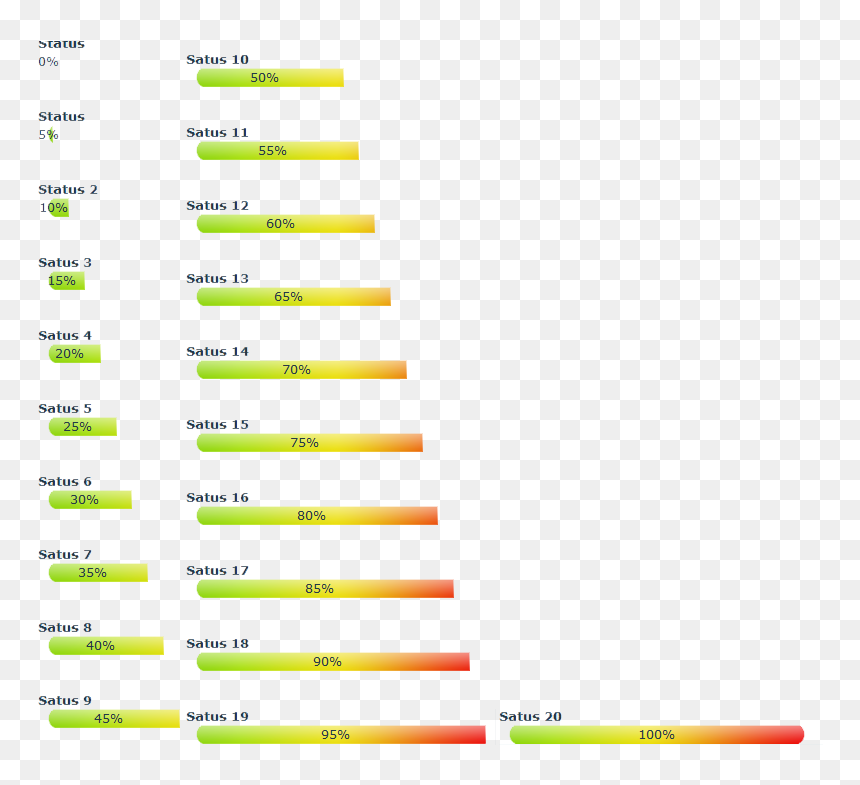 Status
0%
Status
5%
Status 2
10%
Status 3
15%
Satus 4
20%
Satus 5
25%
Satus 6
30%
Satus 7
35%
Satus 8
40%
Satus 9
45%
Satus 10
50%
Satus 11
55%
Satus 12
60%
Satus 13
65%
Satus 14
70%
Satus 15
75%
Satus 16
80%
Satus 17
85%
Satus 18
90%
Satus 19
95%
Satus 20
100%